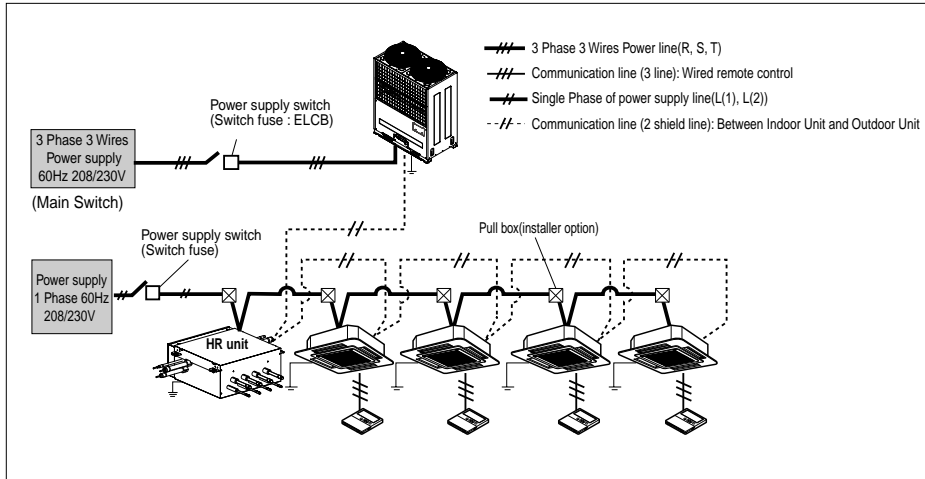 3 Phase 3 Wires Power line(R, S, T)
Communication line (3 line): Wired remote control
Single Phase of power supply line(L(1), L(2))
Communication line (2 shield line): Between Indoor Unit and Outdoor Unit
Power supply switch
(Switch fuse : ELCB)
3 Phase 3 Wires
Power supply
60Hz 208/230V
(Main Switch)
Power supply switch
(Switch fuse)
Pull box(installer option)
Power supply
1 Phase 60Hz
208/230V
HR unit